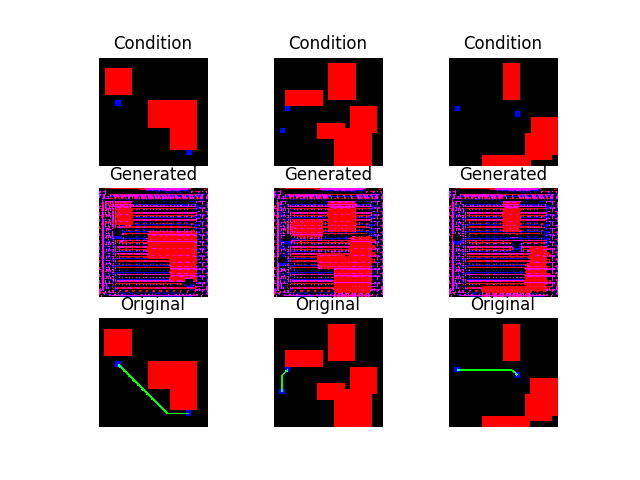 Condition Condition Condition
Generated Generated Generated
Original Original Original